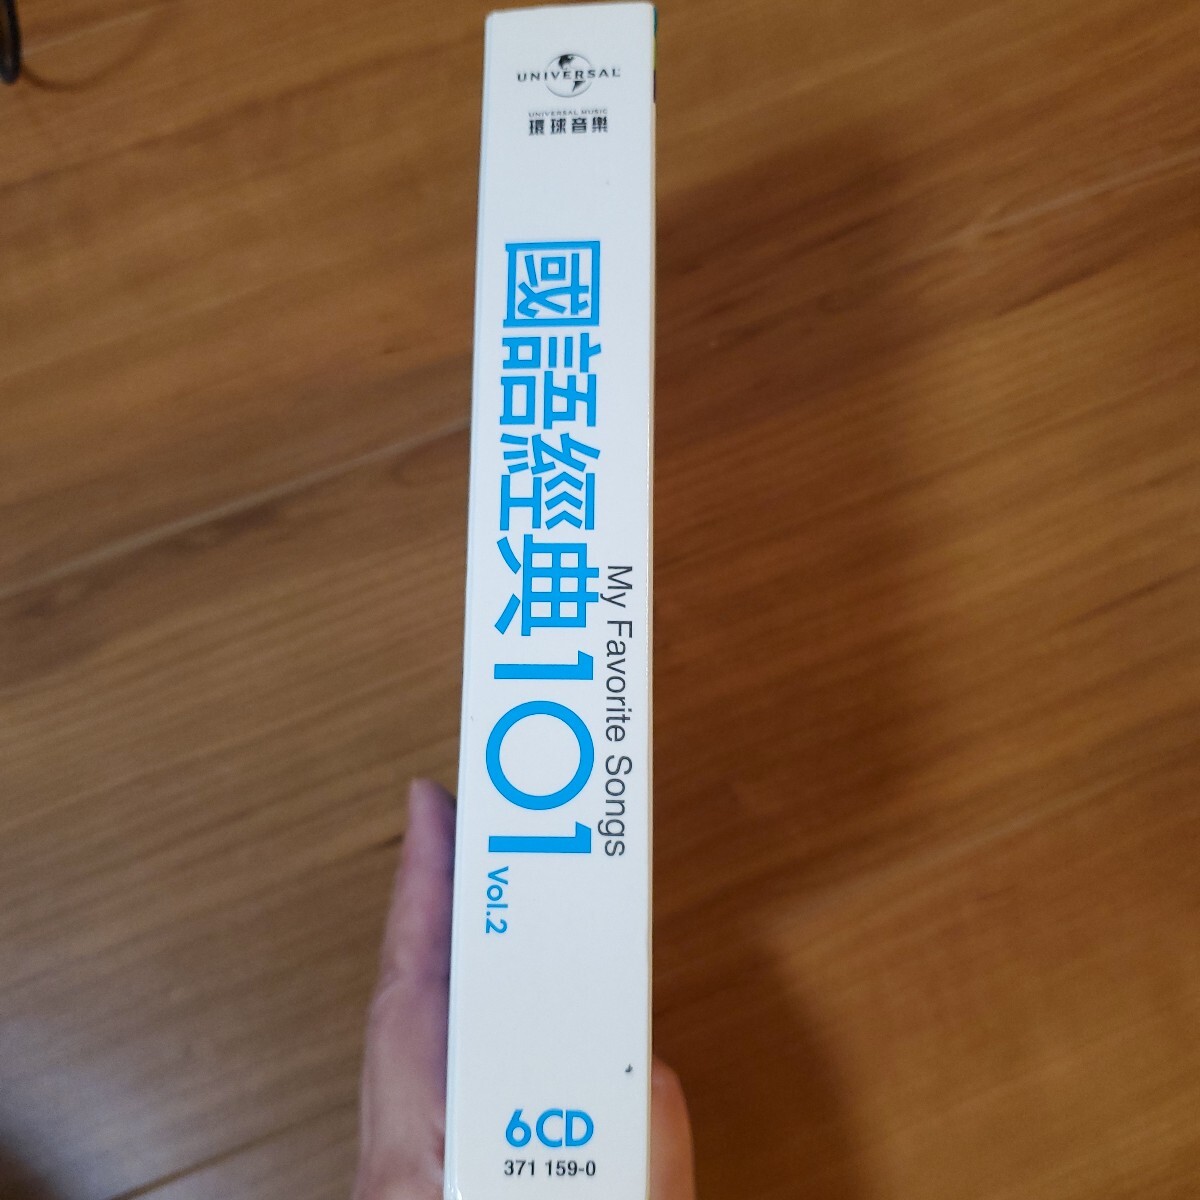 UNIVERSAL
UNIVERSAL MUSIC
環球音樂
My Favorite Songs
國語經典101 Vol.2
6CD
371 159-0